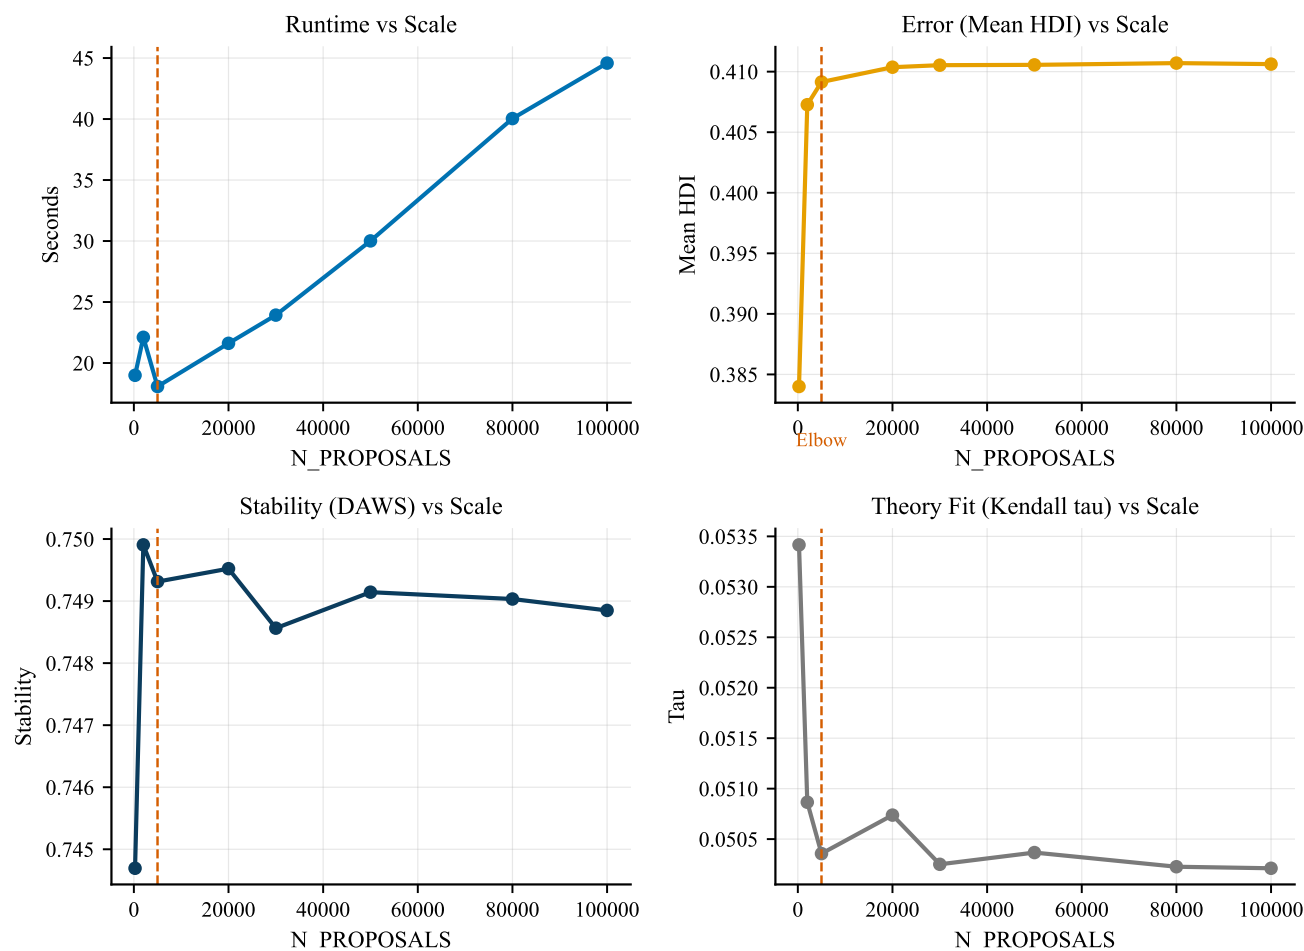 Runtime vs Scale
Seconds
45
40
35
30
25
20
0 20000 40000 60000 80000 100000
N_PROPOSALS
Error (Mean HDI) vs Scale
Mean HDI
0.410
0.405
0.400
0.395
0.390
0.385
0 20000 40000 60000 80000 100000
Elbow
N_PROPOSALS
Stability (DAWS) vs Scale
Stability
0.750
0.749
0.748
0.747
0.746
0.745
0 20000 40000 60000 80000 100000
N_PROPOSALS
Theory Fit (Kendall tau) vs Scale
Tau
0.0535
0.0530
0.0525
0.0520
0.0515
0.0510
0.0505
0 20000 40000 60000 80000 100000
N_PROPOSALS